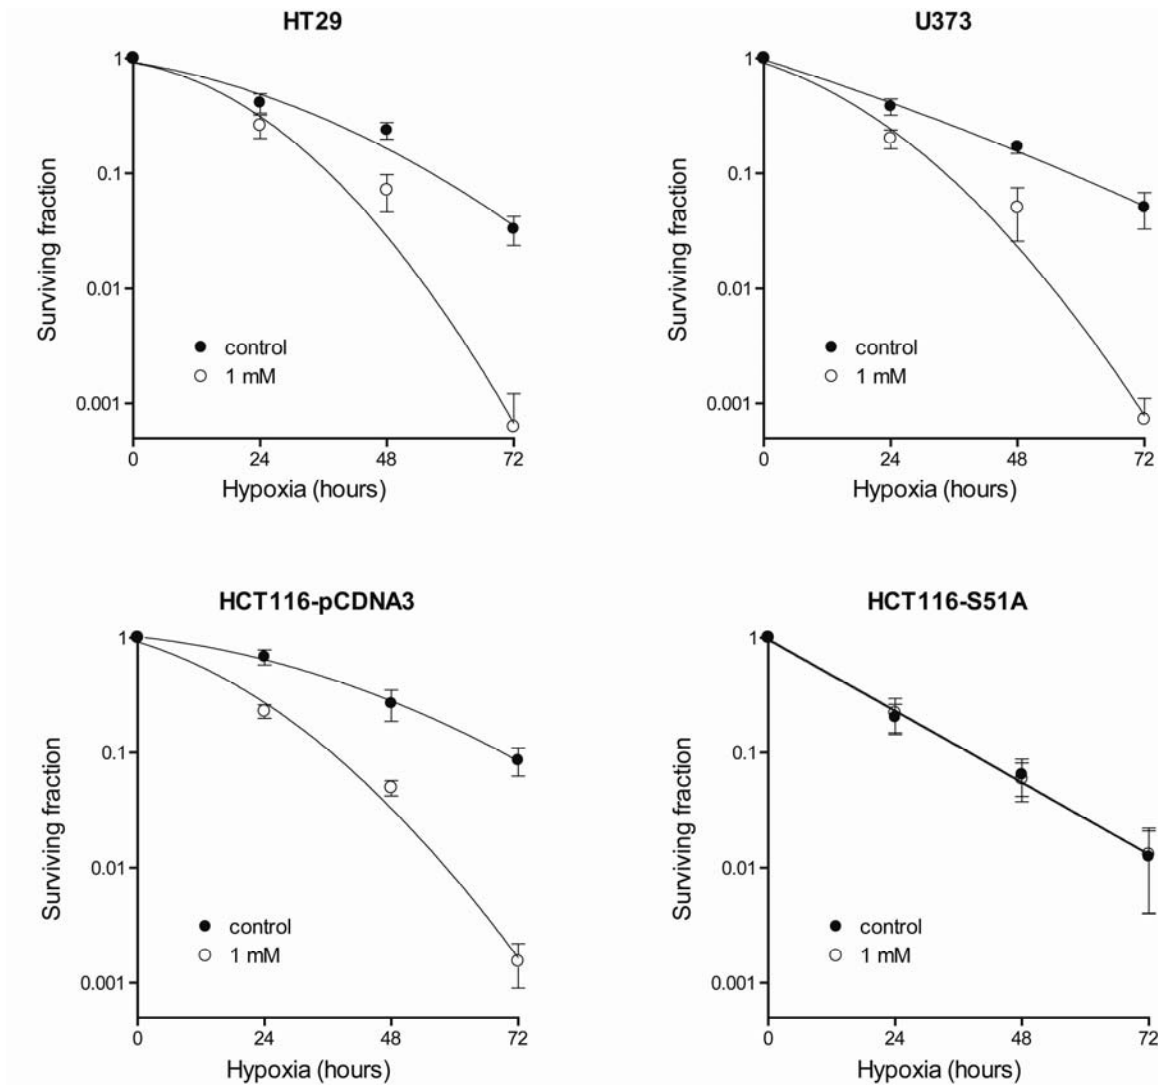 HT29
1
0.1
0.01
0.001
Surviving fraction
control
1 mM
0 24 48 72
Hypoxia (hours)
U373
1
0.1
0.01
0.001
Surviving fraction
control
1 mM
0 24 48 72
Hypoxia (hours)
HCT116-pCDNA3
1
0.1
0.01
0.001
Surviving fraction
control
1 mM
0 24 48 72
Hypoxia (hours)
HCT116-S51A
1
0.1
0.01
0.001
Surviving fraction
control
1 mM
0 24 48 72
Hypoxia (hours)